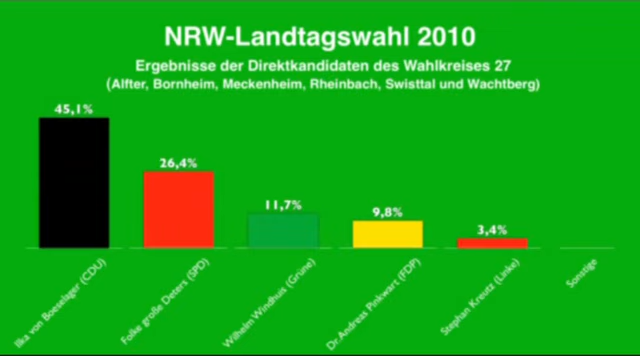 NRW-Landtagswahl 2010
Ergebnisse der Direktkandidaten des Wahlkreises 27
(Alfter, Bornheim, Meckenheim, Rheinbach, Swisttal und Wachtberg)
45,1%
26,4%
11,7%
9,8%
3,4%
Ilka von Boeselager (CDU)
Folke große Deters (SPD)
Wilhelm Windhuis (Grüne)
Dr. Andreas Pinkwart (FDP)
Stephan Kreutz (Linke)
Sonstige